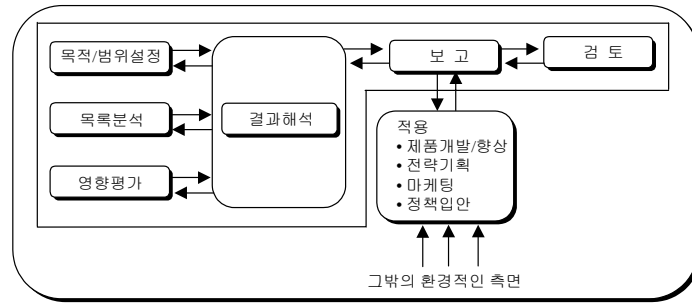 목적/범위설정
목록분석
영향평가
결과해석
보 고
검 토
적용
• 제품개발/향상
• 전략기획
• 마케팅
• 정책입안
그밖의 환경적인 측면